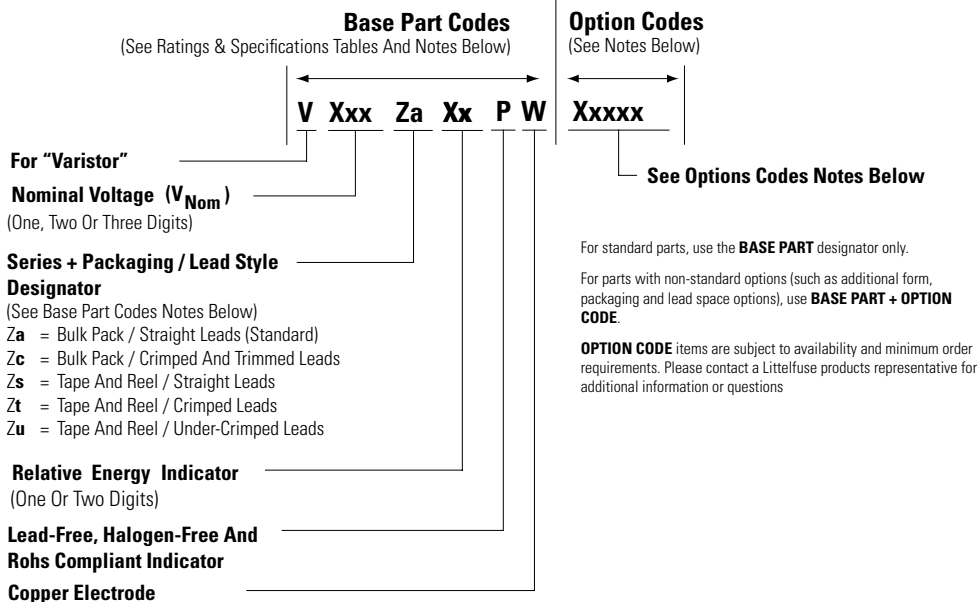 Base Part Codes
(See Ratings & Specifications Tables And Notes Below)
Option Codes
(See Notes Below)
V Xxx Za Xx P W Xxxxx
For “Varistor”
Nominal Voltage (VNom)
(One, Two Or Three Digits)
Series + Packaging / Lead Style
Designator
(See Base Part Codes Notes Below)
Za = Bulk Pack / Straight Leads (Standard)
Zc = Bulk Pack / Crimped And Trimmed Leads
Zs = Tape And Reel / Straight Leads
Zt = Tape And Reel / Crimped Leads
Zu = Tape And Reel / Under-Crimped Leads
Relative Energy Indicator
(One Or Two Digits)
Lead-Free, Halogen-Free And
Rohs Compliant Indicator
Copper Electrode
See Options Codes Notes Below
For standard parts, use the BASE PART designator only.
For parts with non-standard options (such as additional form,
packaging and lead space options), use BASE PART + OPTION
CODE.
OPTION CODE items are subject to availability and minimum order
requirements. Please contact a Littelfuse products representative for
additional information or questions